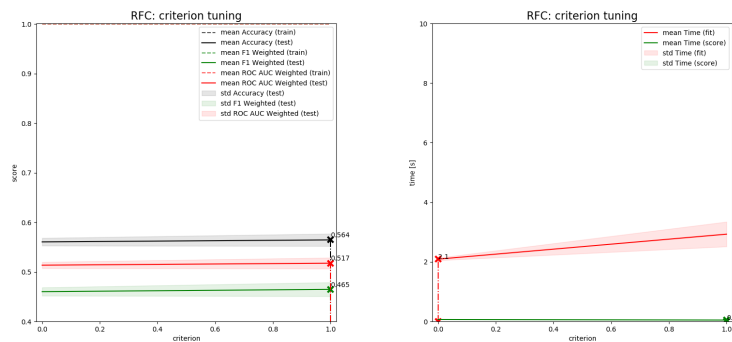 RFC: criterion tuning
1.0
0.9
0.8
0.7
0.6
0.5
0.4
score
mean Accuracy (train)
mean Accuracy (test)
mean F1 Weighted (train)
mean F1 Weighted (test)
mean ROC AUC Weighted (train)
mean ROC AUC Weighted (test)
std Accuracy (test)
std F1 Weighted (test)
std ROC AUC Weighted (test)
0.564
0.517
0.465
0.0 0.2 0.4 0.6 0.8 1.0
criterion
RFC: criterion tuning
10
8
6
4
2
0
time [s]
mean Time (fit)
mean Time (score)
std Time (fit)
std Time (score)
2.1
0.0 0.2 0.4 0.6 0.8 1.0
criterion